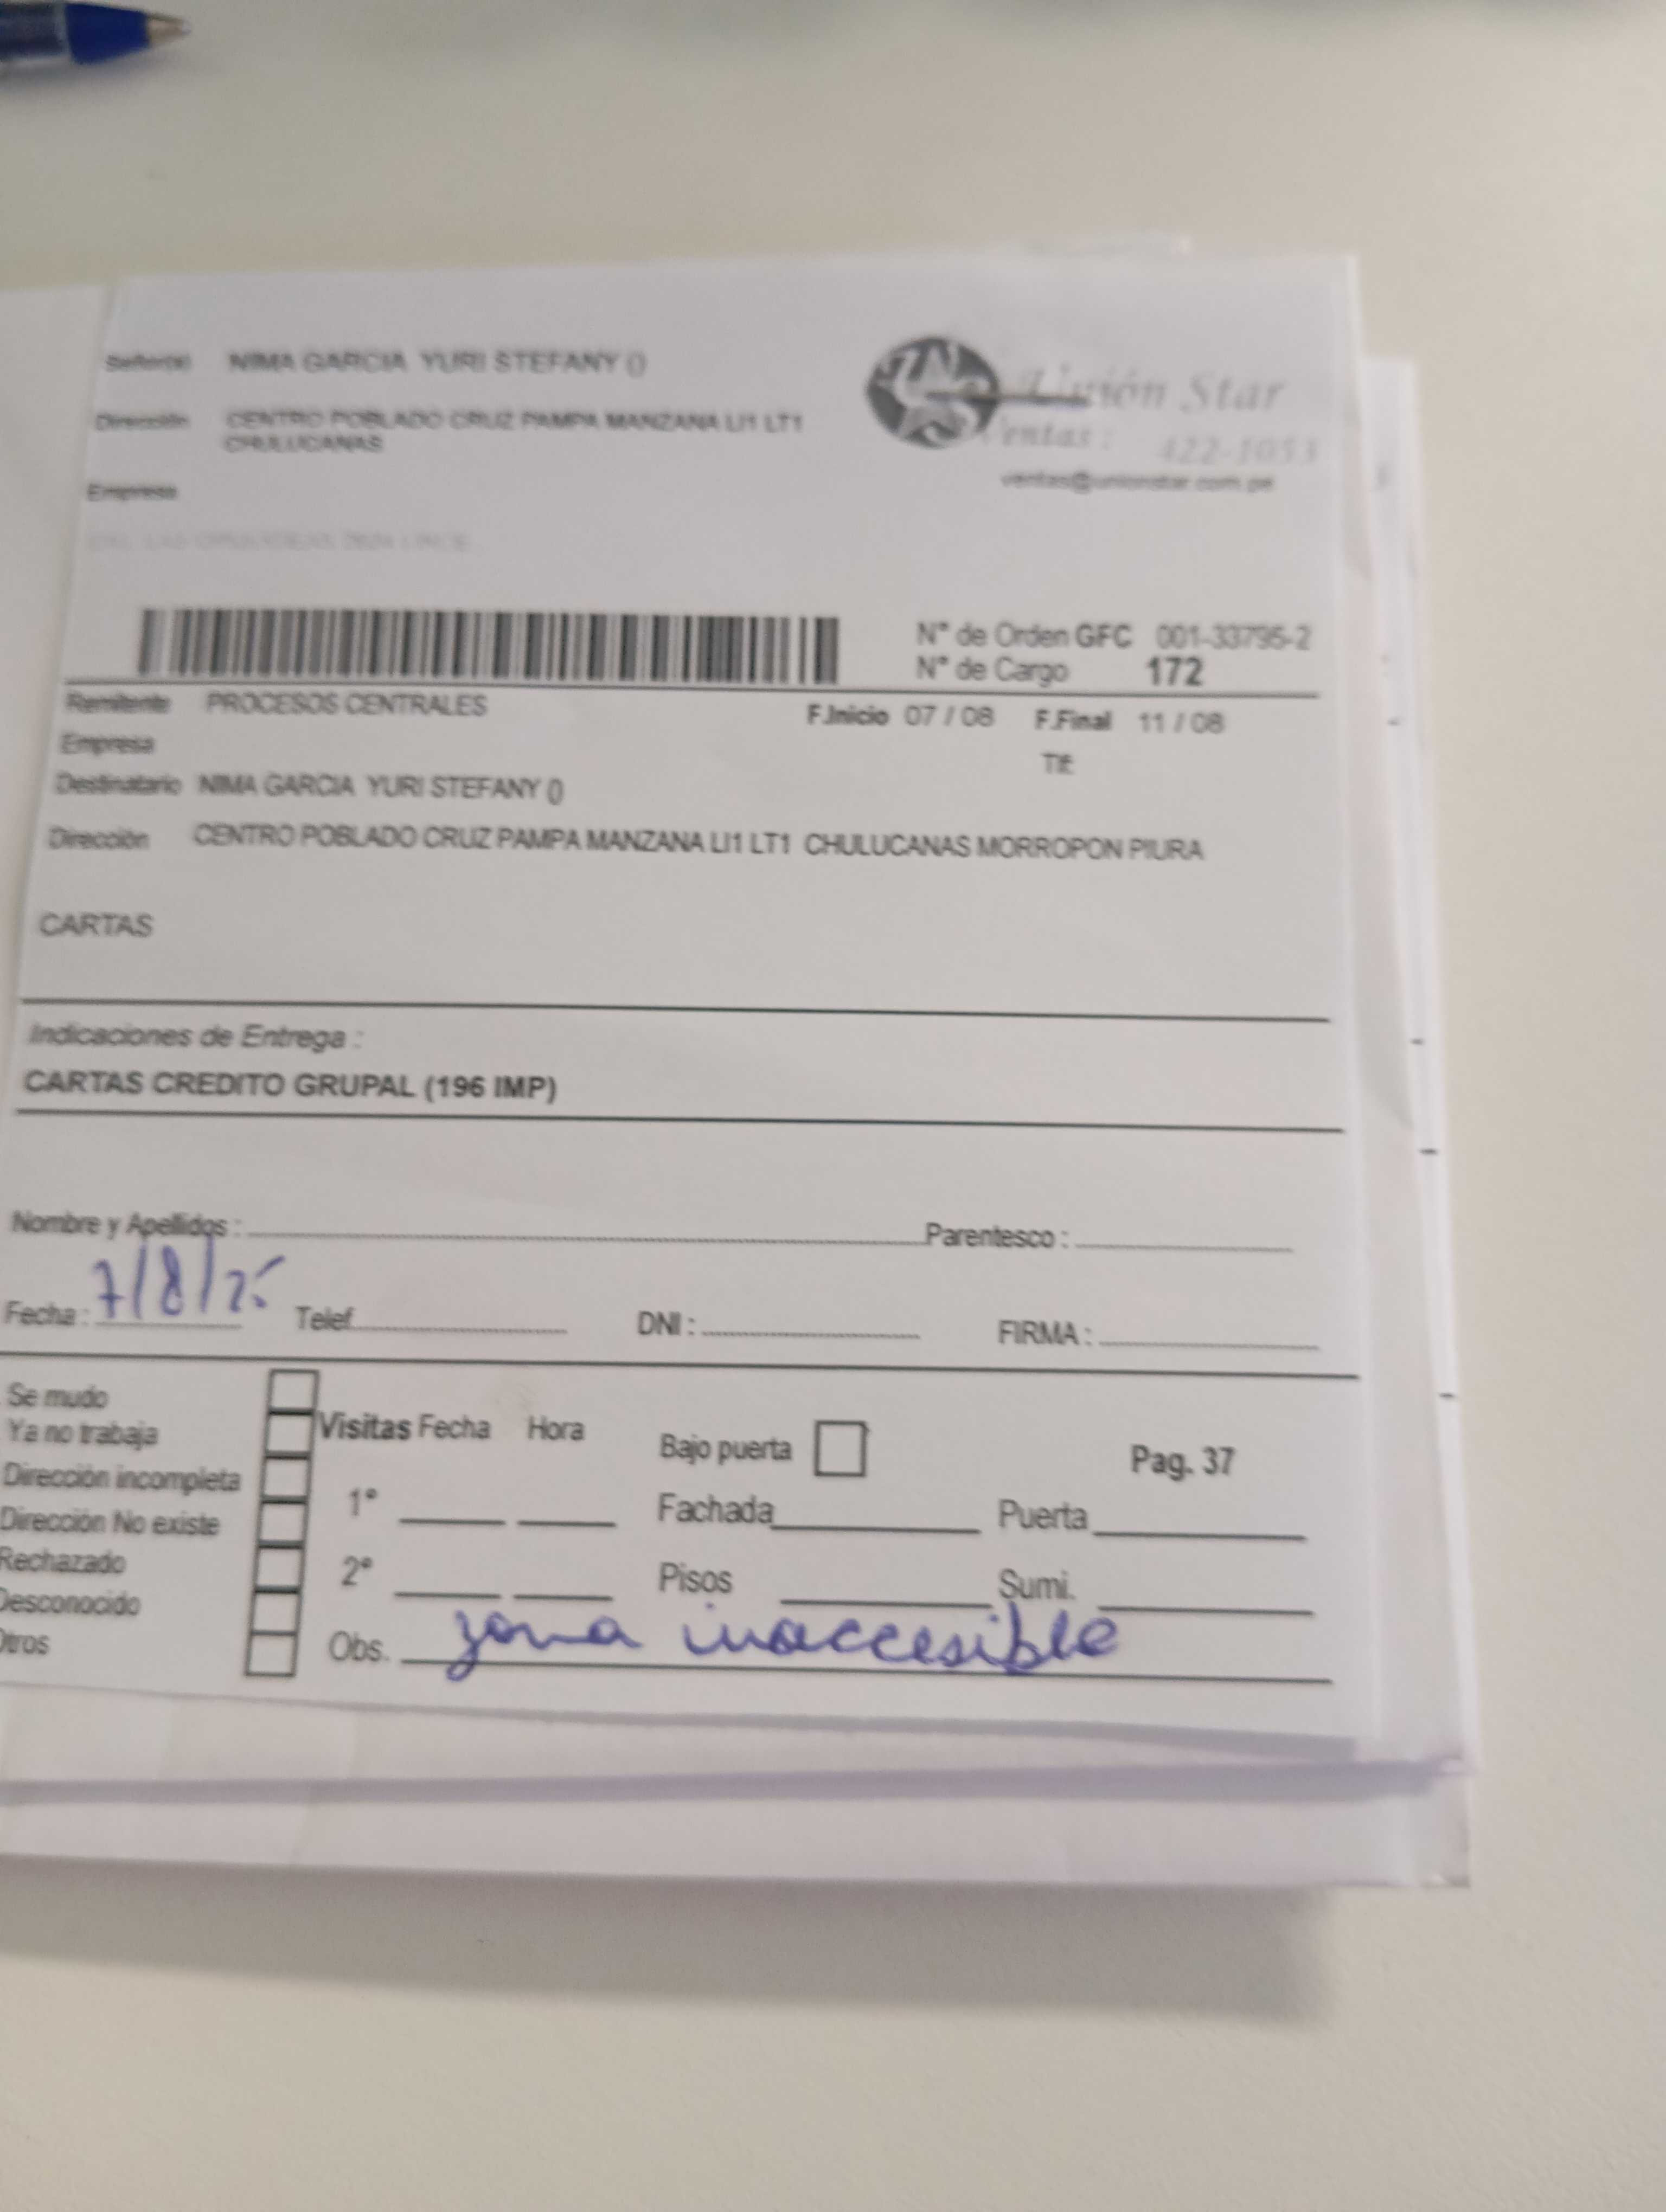 Señor(a) NIMA GARCIA YURI STEFANY ()
Dirección CENTRO POBLADO CRUZ PAMPA MANZANA LI1 LT1
CHULUCANAS
Empresa
Unión Star
Ventas : 422-1053
ventas@unionstar.com.pe
N° de Orden GFC 001-33795-2
N° de Cargo 172
Remitente PROCESOS CENTRALES F.Inicio 07 / 08 F.Final 11 / 08
Empresa Tlf:
Destinatario NIMA GARCIA YURI STEFANY ()
Dirección CENTRO POBLADO CRUZ PAMPA MANZANA LI1 LT1 CHULUCANAS MORROPON PIURA
CARTAS
Indicaciones de Entrega :
CARTAS CREDITO GRUPAL (196 IMP)
Nombre y Apellidos : Parentesco :
Fecha : 7/8/25 Telef. DNI : FIRMA :
Se mudo
Ya no trabaja
Dirección incompleta
Dirección No existe
Rechazado
Desconocido
Otros
Visitas Fecha Hora Bajo puerta Pag. 37
1° Fachada Puerta
2° Pisos Sumi.
Obs. zona inaccesible